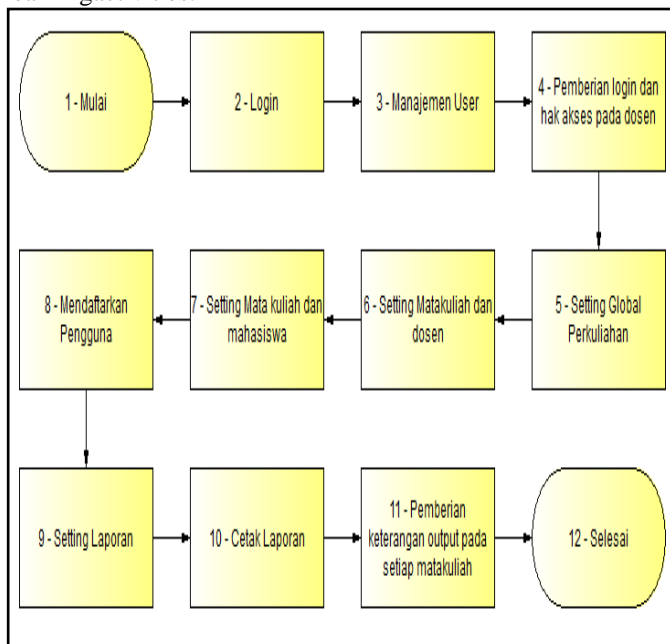 1 - Mulai
2 - Login
3 - Manajemen User
4 - Pemberian login dan
hak akses pada dosen
5 - Setting Global
Perkuliahan
6 - Setting Matakuliah dan
dosen
7 - Setting Mata kuliah dan
mahasiswa
8 - Mendaftarkan
Pengguna
9 - Setting Laporan
10 - Cetak Laporan
11 - Pemberian
keterangan output pada
setiap matakuliah
12 - Selesai